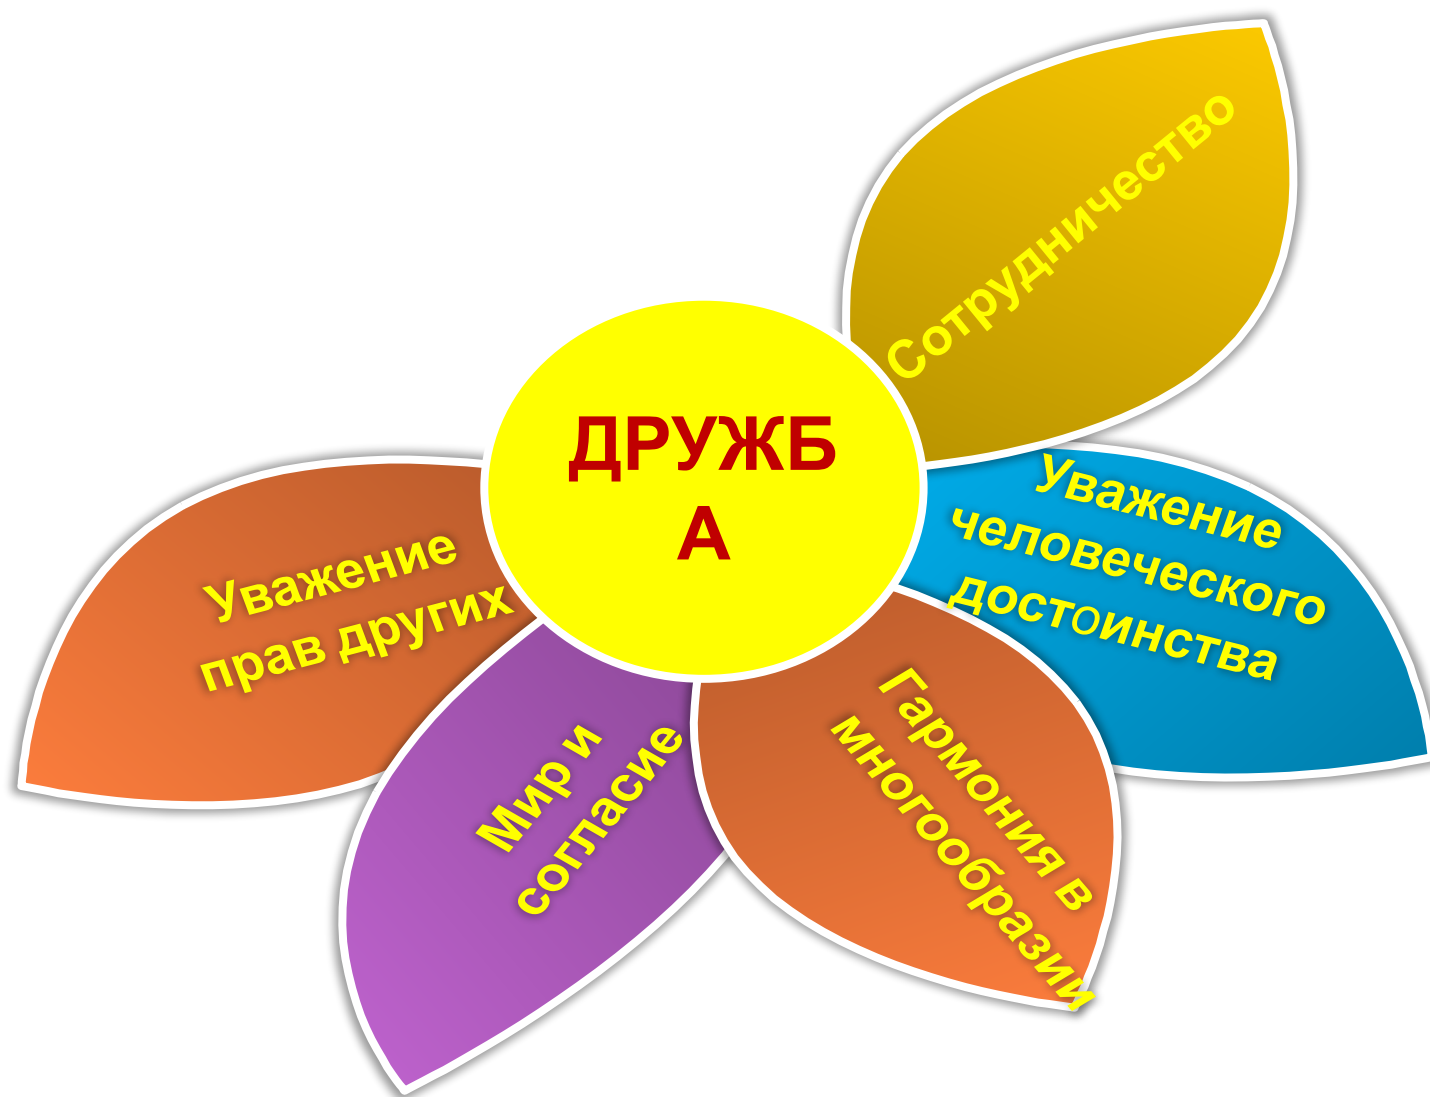 Сотрудничество
ДРУЖБ
А
Уважение
человеческого
достоинства
Уважение
прав других
Мир и
согласие
Гармония в
многообразии